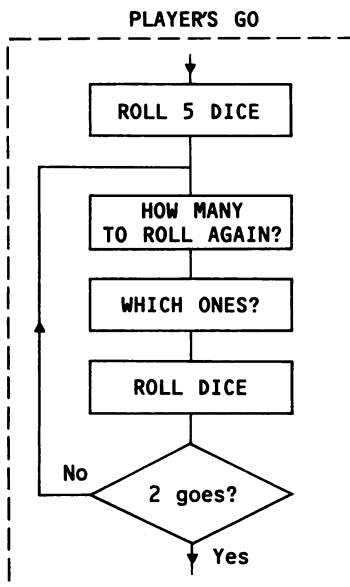 PLAYER'S GO
ROLL 5 DICE
HOW MANY
TO ROLL AGAIN?
WHICH ONES?
ROLL DICE
No
2 goes?
Yes